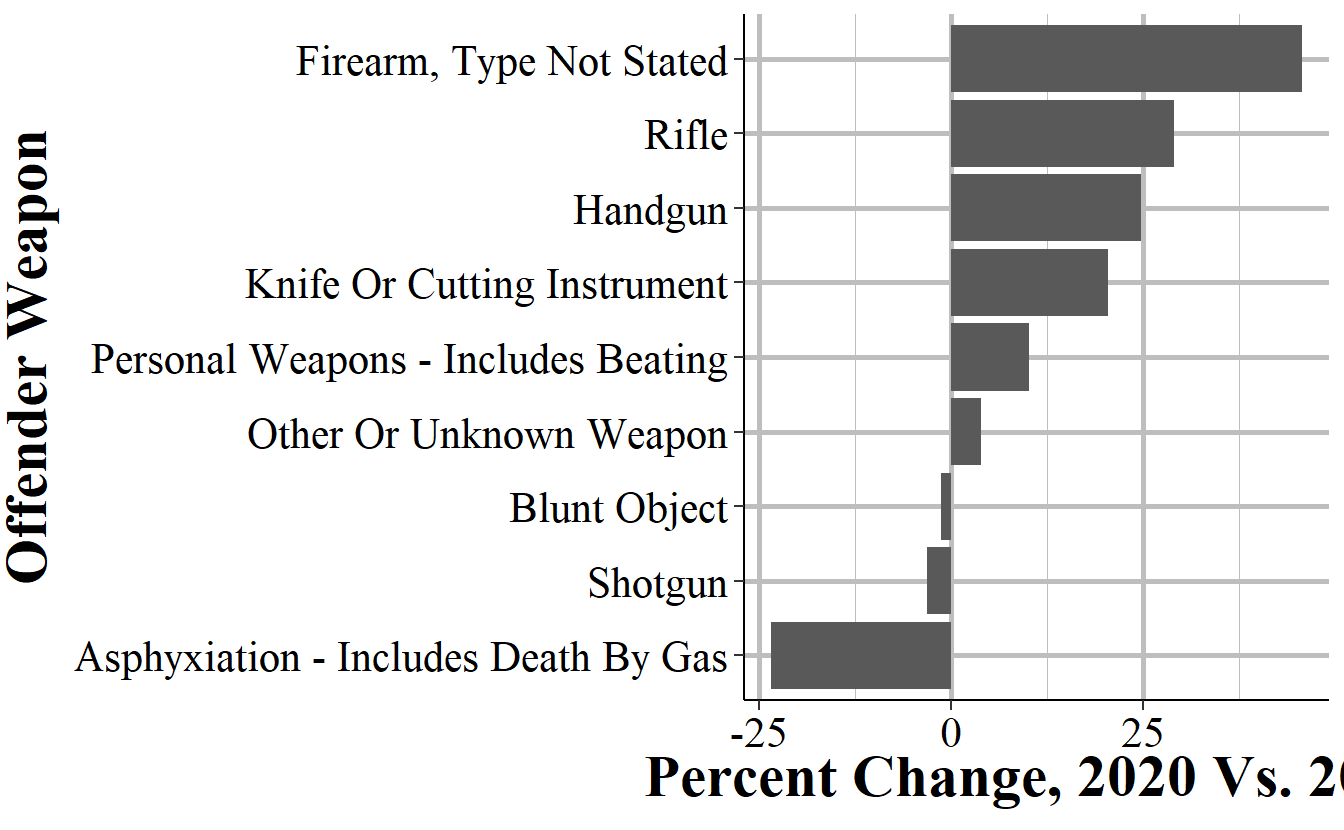 Offender Weapon
Firearm, Type Not Stated
Rifle
Handgun
Knife Or Cutting Instrument
Personal Weapons - Includes Beating
Other Or Unknown Weapon
Blunt Object
Shotgun
Asphyxiation - Includes Death By Gas
-25 0 25
Percent Change, 2020 Vs. 20